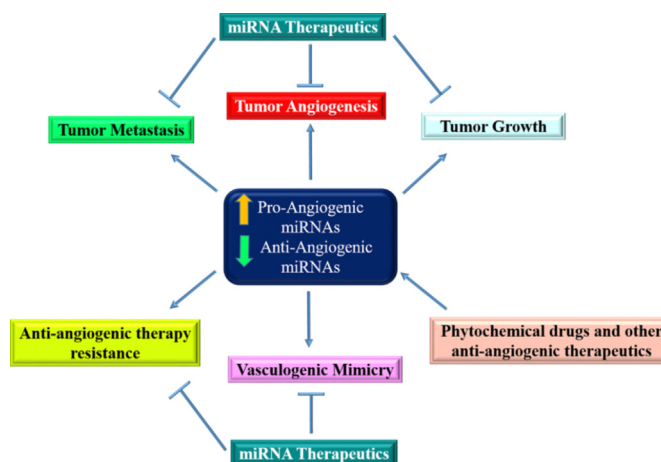 miRNA Therapeutics
Tumor Angiogenesis
Tumor Metastasis
Tumor Growth
Pro-Angiogenic
miRNAs
Anti-Angiogenic
miRNAs
Anti-angiogenic therapy
resistance
Phytochemical drugs and other
anti-angiogenic therapeutics
Vasculogenic Mimicry
miRNA Therapeutics